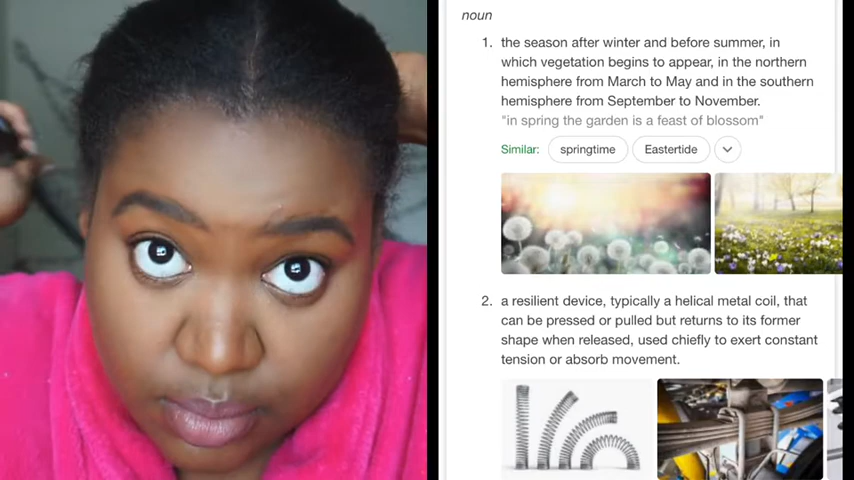 noun
1. the season after winter and before summer, in
which vegetation begins to appear, in the northern
hemisphere from March to May and in the southern
hemisphere from September to November.
"in spring the garden is a feast of blossom"
Similar: springtime Eastertide
2. a resilient device, typically a helical metal coil, that
can be pressed or pulled but returns to its former
shape when released, used chiefly to exert constant
tension or absorb movement.